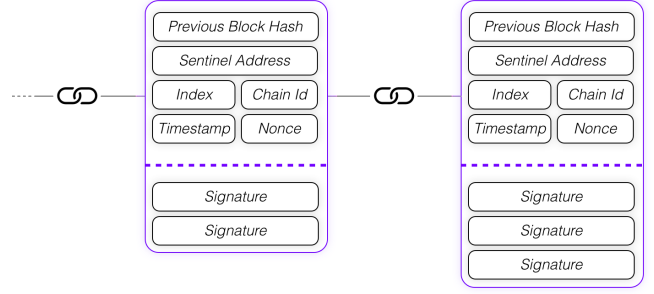 Previous Block Hash
Sentinel Address
Index
Chain Id
Timestamp
Nonce
Signature
Signature
Previous Block Hash
Sentinel Address
Index
Chain Id
Timestamp
Nonce
Signature
Signature
Signature